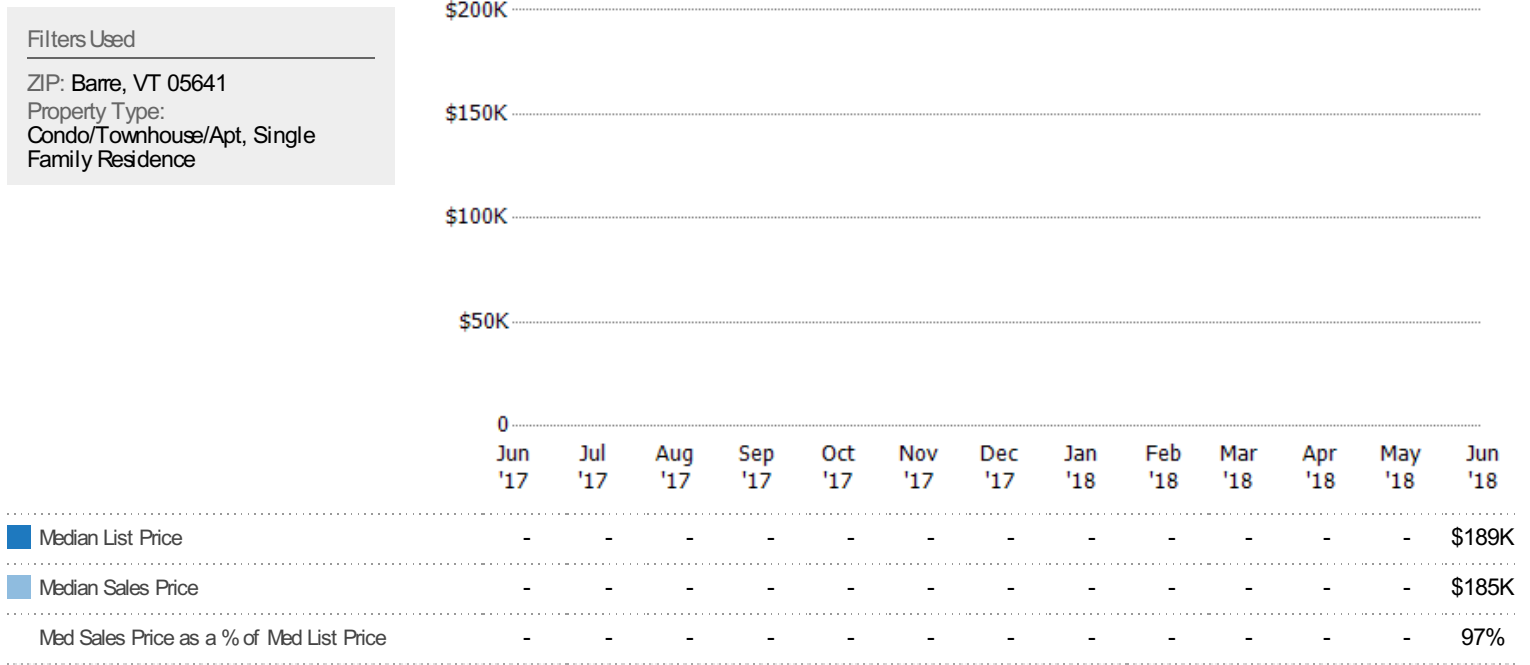 Filters Used
ZIP: Barre, VT 05641
Property Type:
Condo/Townhouse/Apt, Single
Family Residence
$200K
$150K
$100K
$50K
0
Jun Jul Aug Sep Oct Nov Dec Jan Feb Mar Apr May Jun
'17 '17 '17 '17 '17 '17 '17 '18 '18 '18 '18 '18 '18
Median List Price - - - - - - - - - - - - $189K
Median Sales Price - - - - - - - - - - - - $185K
Med Sales Price as a % of Med List Price - - - - - - - - - - - - 97%